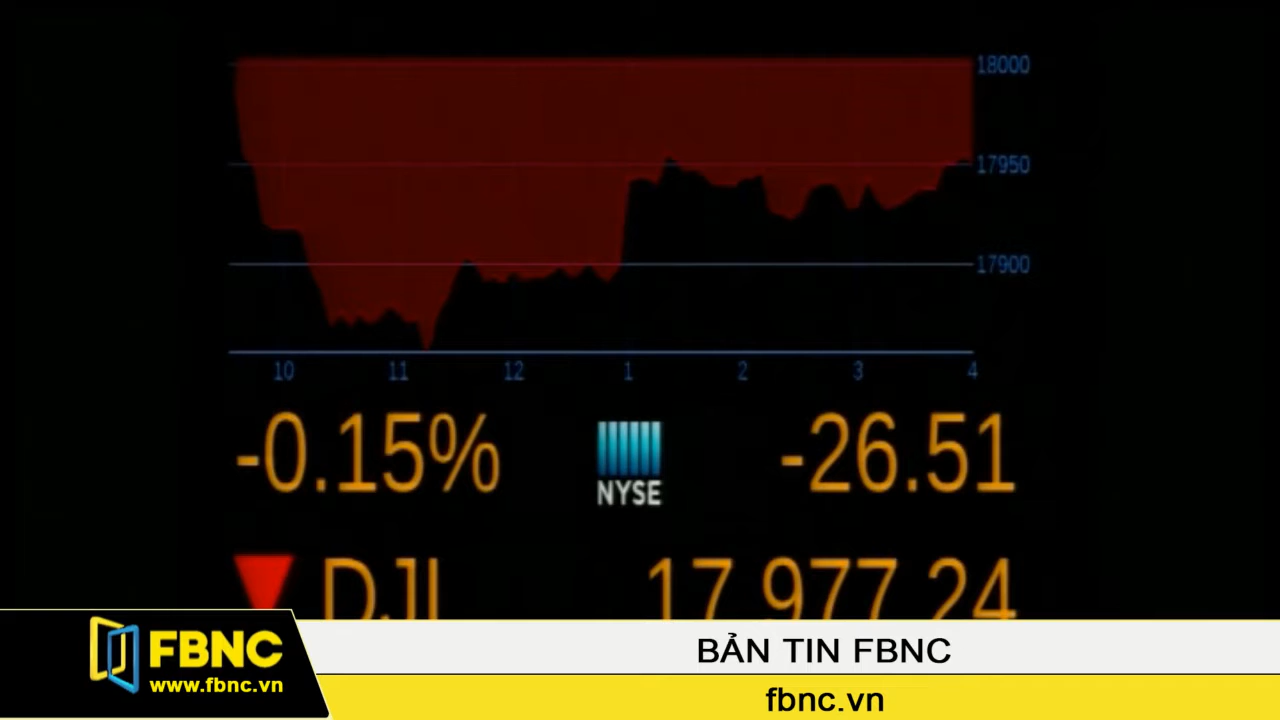 18000
17950
17900
10 11 12 1 2 3 4
-0.15% NYSE -26.51
DJI 17,977.24
FBNC
www.fbnc.vn
BẢN TIN FBNC
fbnc.vn